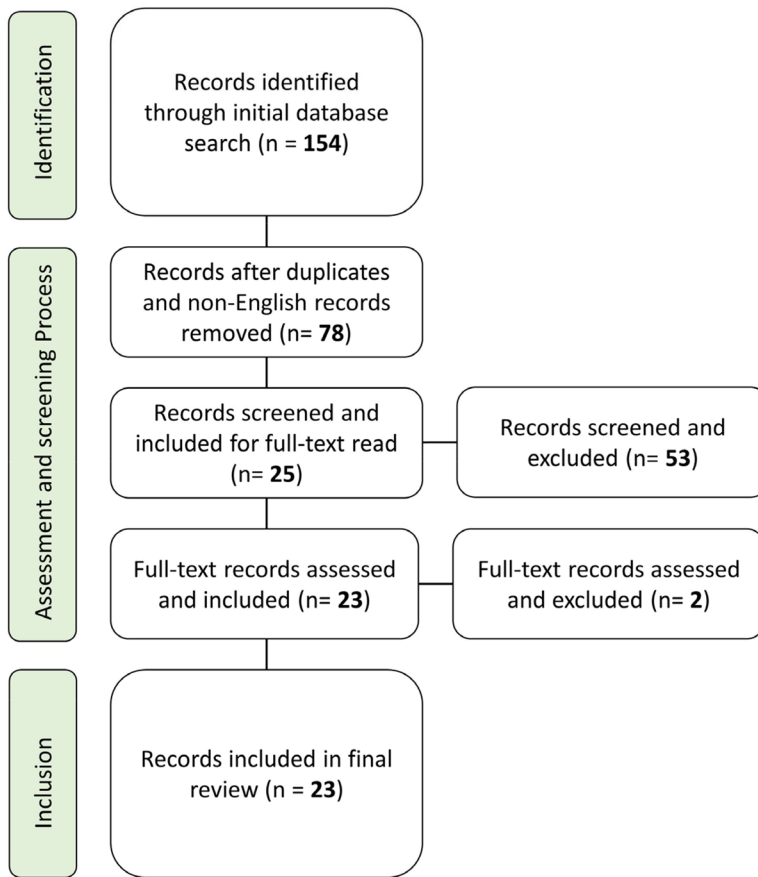 Identification
Records identified
through initial database
search (n = 154)
Assessment and screening Process
Records after duplicates
and non-English records
removed (n= 78)
Records screened and
included for full-text read
(n= 25)
Records screened and
excluded (n= 53)
Full-text records assessed
and included (n= 23)
Full-text records assessed
and excluded (n= 2)
Inclusion
Records included in final
review (n = 23)